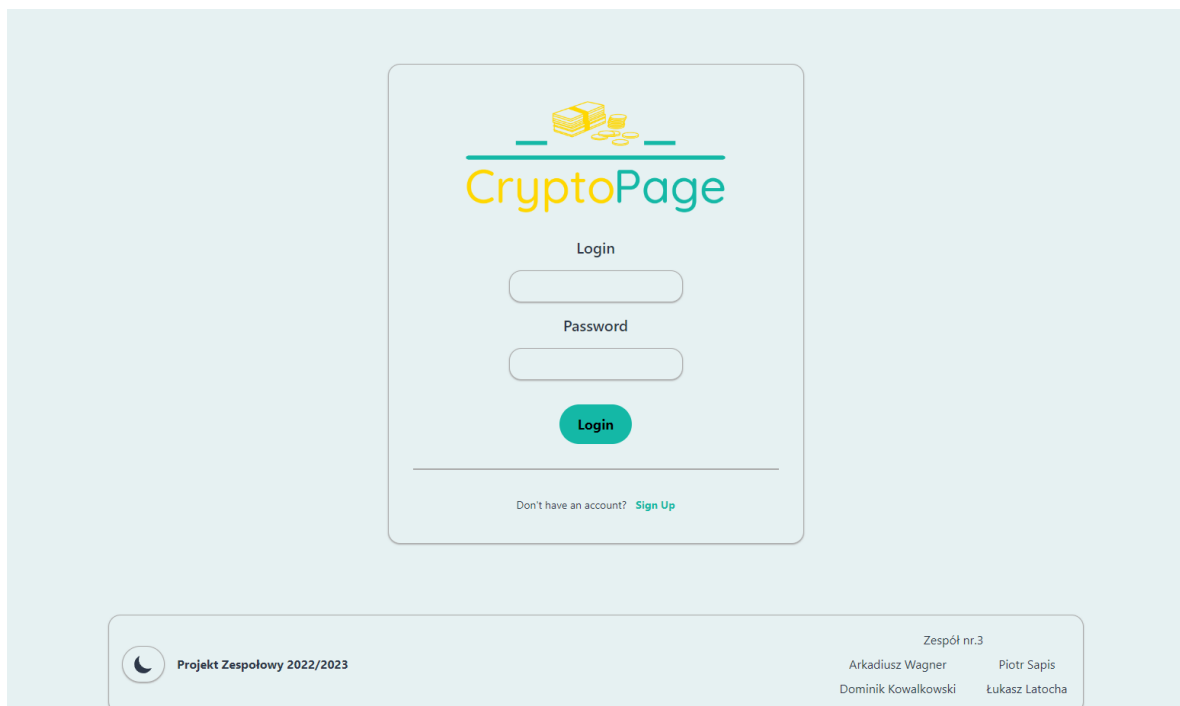 CryptoPage
Login
Password
Login
Don't have an account? Sign Up
Projekt Zespołowy 2022/2023
Zespół nr.3
Arkadiusz Wagner Piotr Sapis
Dominik Kowalkowski Łukasz Latocha